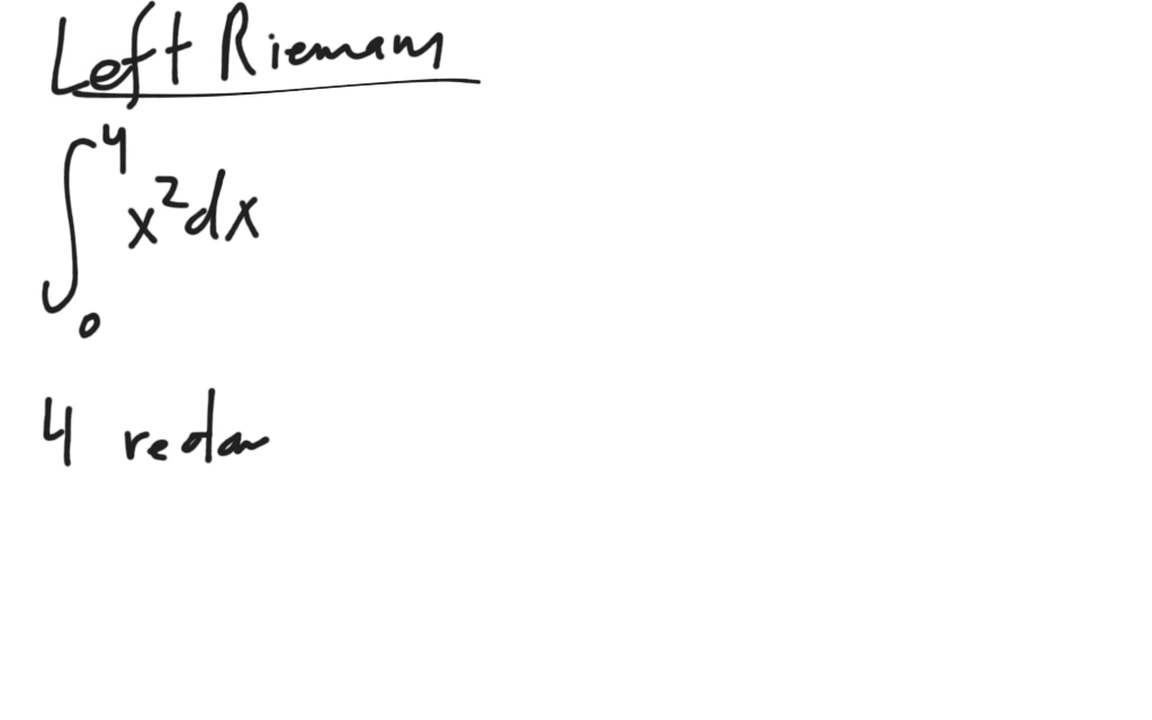 Left Riemann
∫₀⁴ x²dx
4 rectan